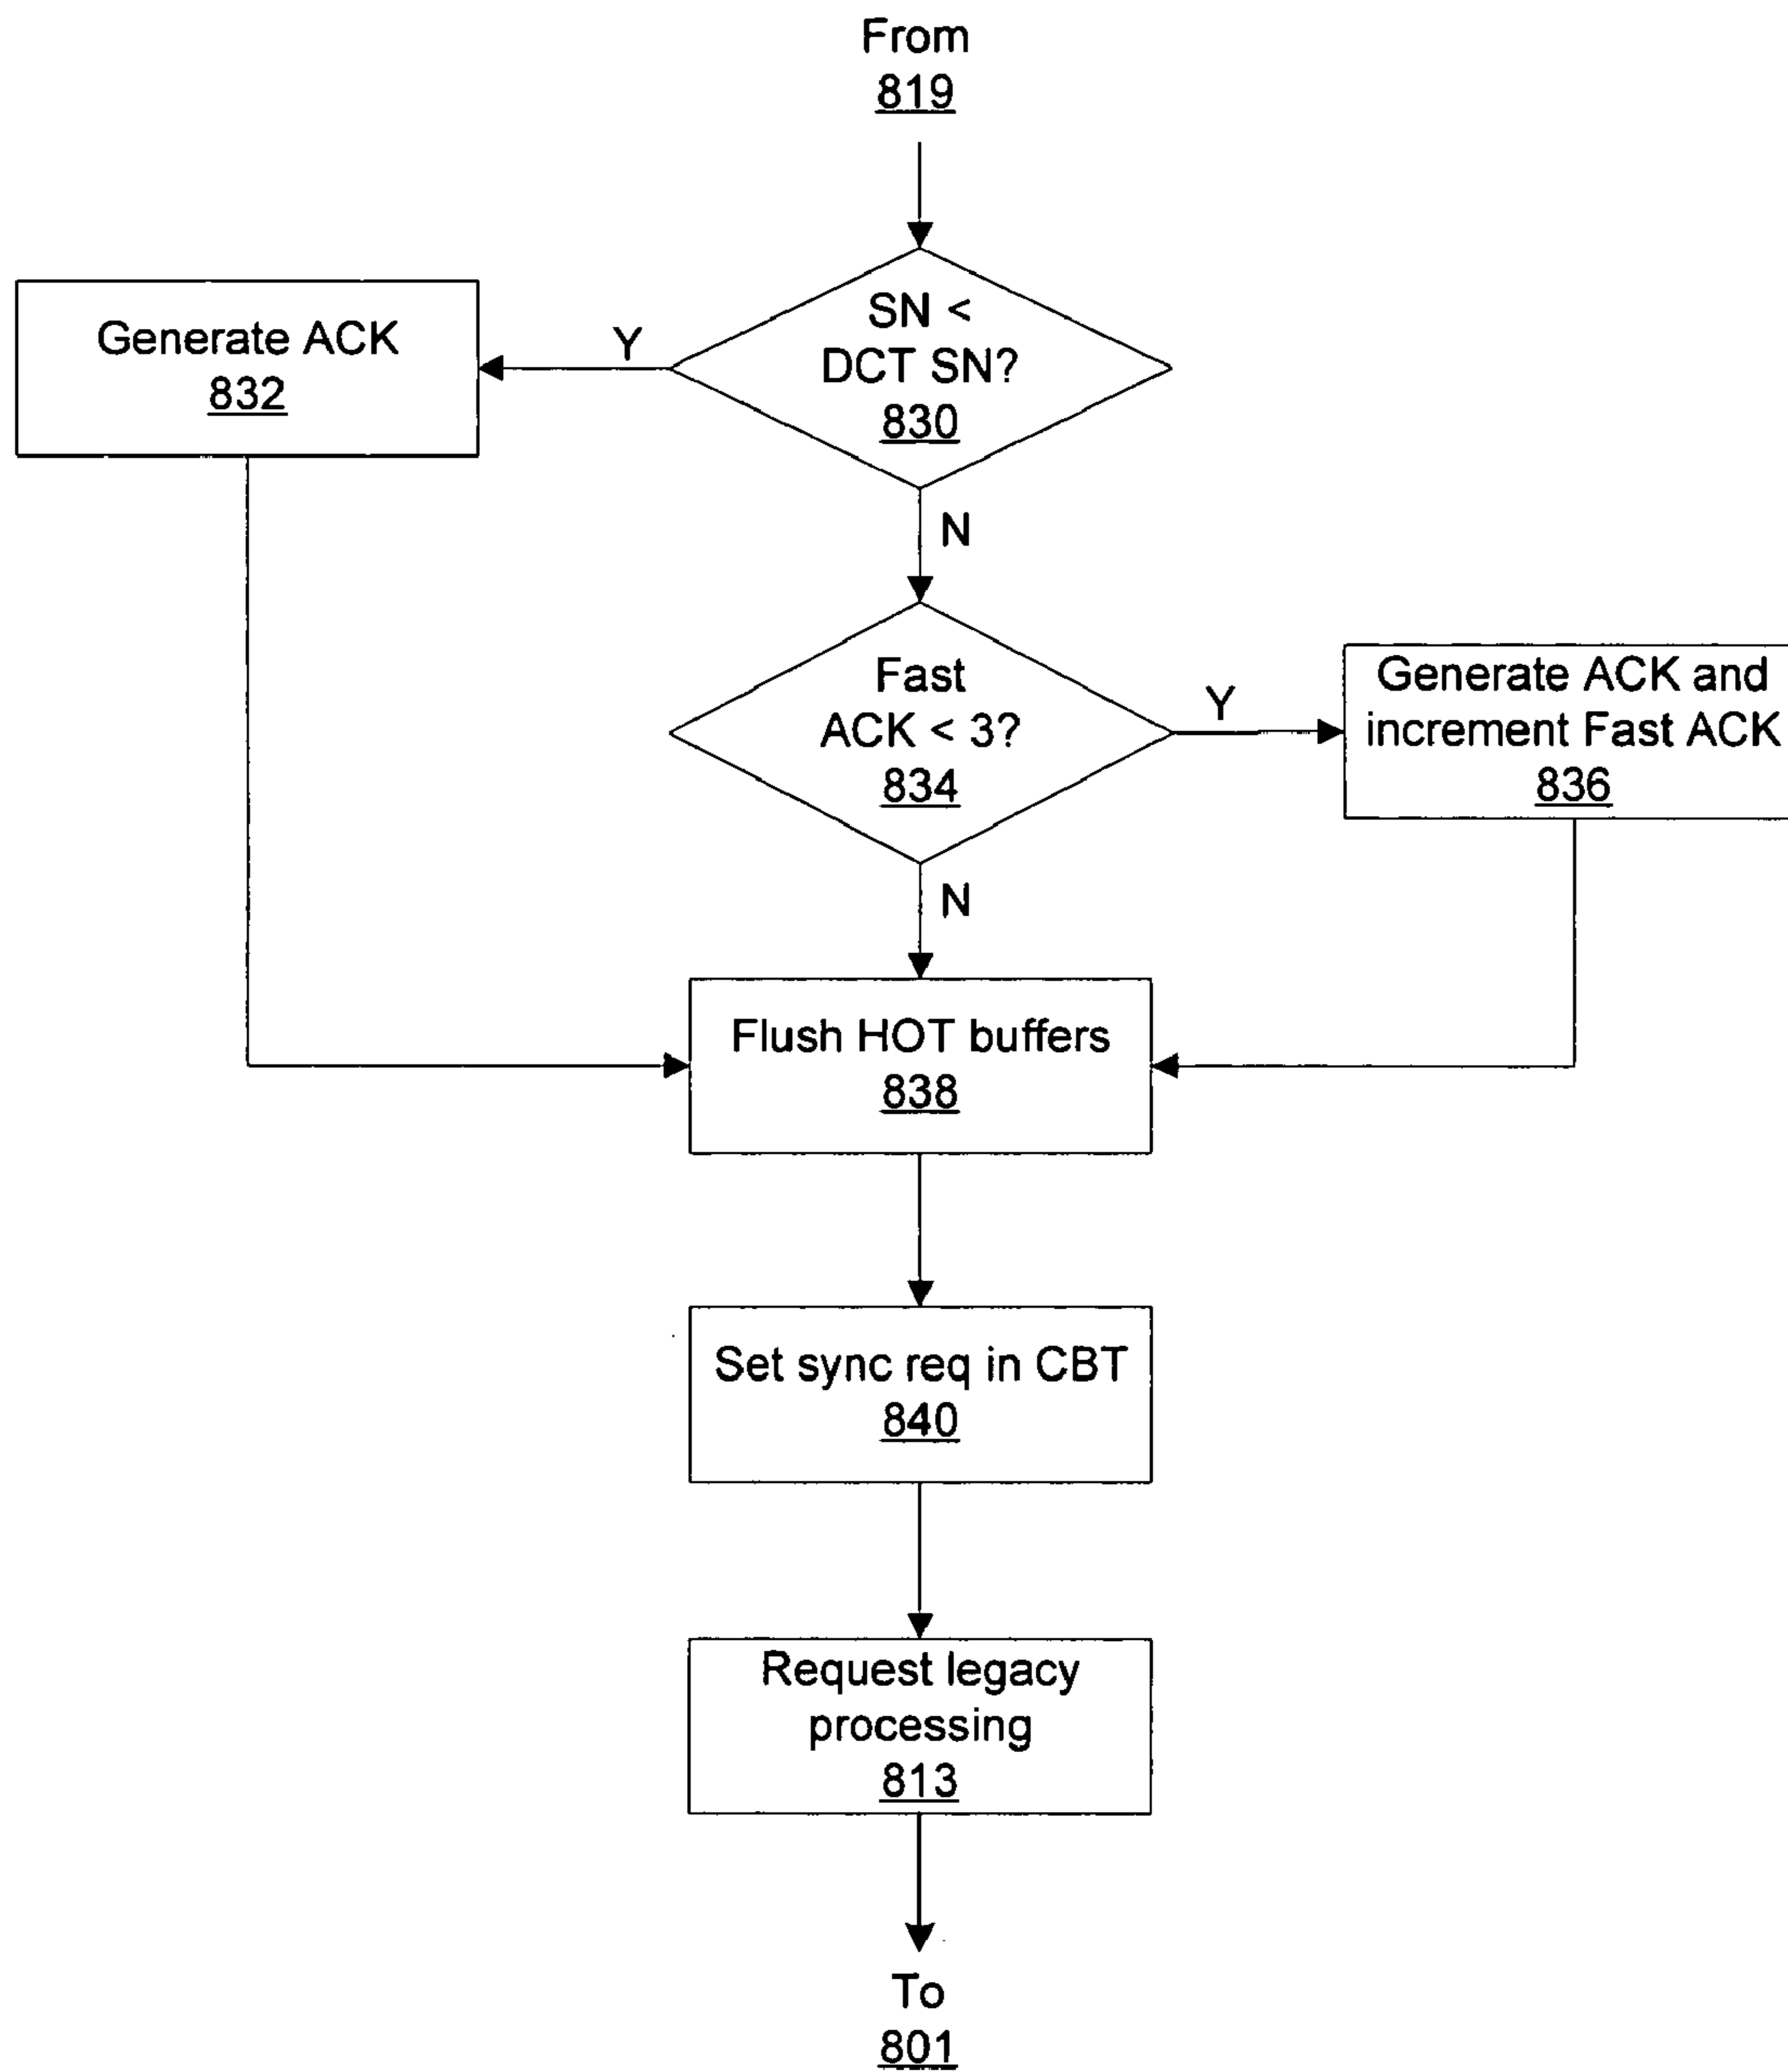 From
819
SN <
DCT SN?
830
Y
Generate ACK
832
N
Fast
ACK < 3?
834
Y
Generate ACK and
increment Fast ACK
836
N
Flush HOT buffers
838
Set sync req in CBT
840
Request legacy
processing
813
To
801